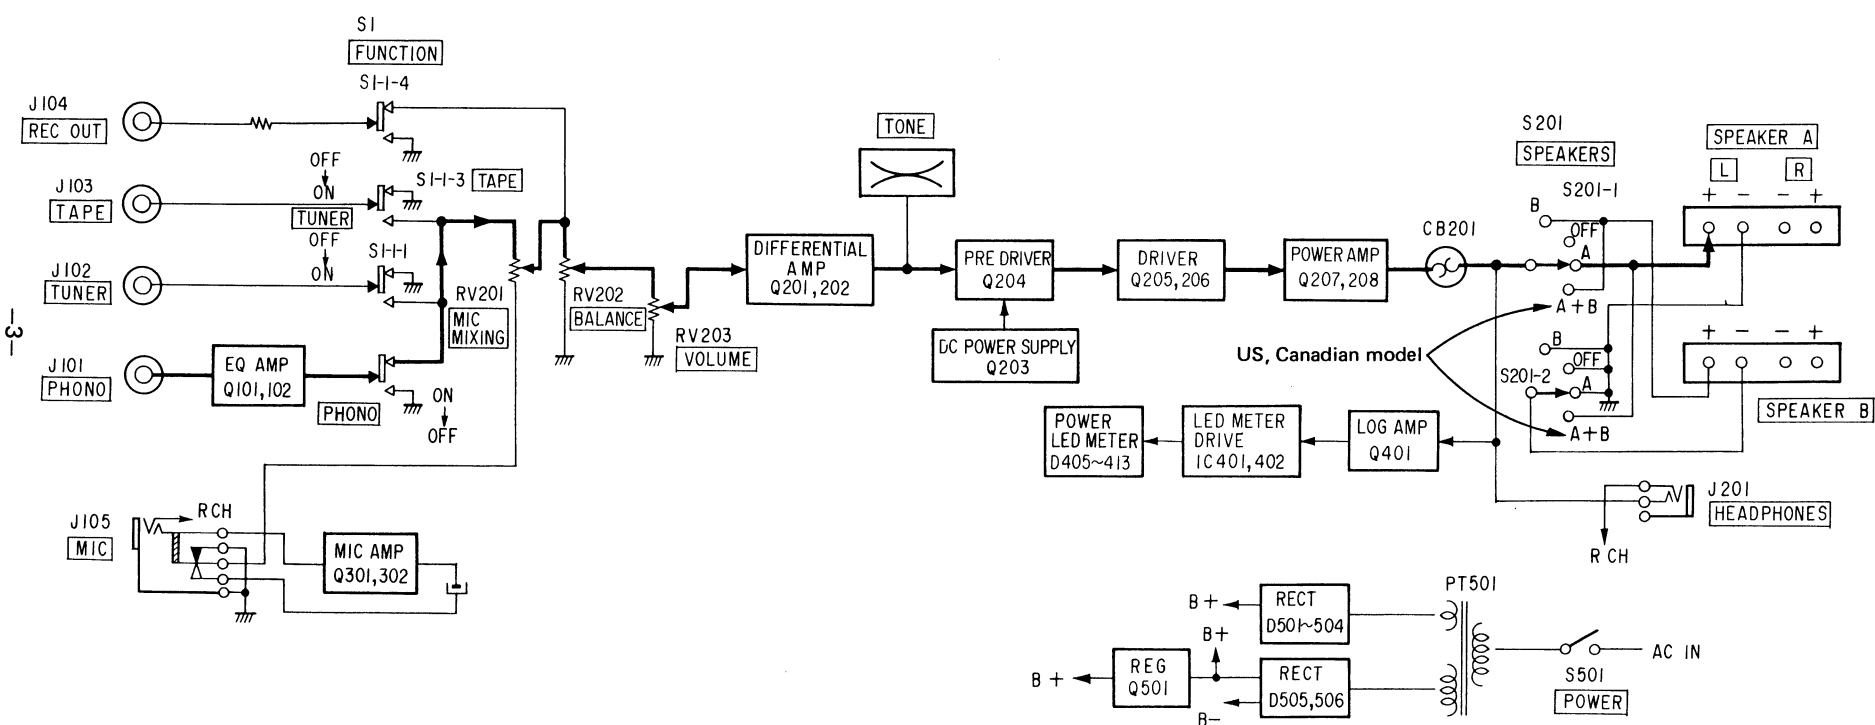 S1
FUNCTION
S1-1-4
J104
REC OUT
OFF
ON
S1-1-3 TAPE
J103
TAPE
TUNER
OFF
ON
S1-1-1
J102
TUNER
RV201
MIC
MIXING
RV202
BALANCE
RV203
VOLUME
J101
PHONO
EQ AMP
Q101,102
PHONO
ON
OFF
J105
MIC
R CH
MIC AMP
Q301,302
-3-
TONE
DIFFERENTIAL
AMP
Q201,202
PRE DRIVER
Q204
DC POWER SUPPLY
Q203
DRIVER
Q205,206
POWER AMP
Q207,208
CB201
S201
SPEAKERS
S201-1
B
OFF
A
A+B
SPEAKER A
L
R
+ - - +
US, Canadian model
B
OFF
S201-2
A
A+B
+ - - +
SPEAKER B
POWER
LED METER
D405~413
LED METER
DRIVE
IC401,402
LOG AMP
Q401
J201
HEADPHONES
R CH
B+
RECT
D501~504
PT501
B+
B+
REG
Q501
RECT
D505,506
B-
AC IN
S501
POWER